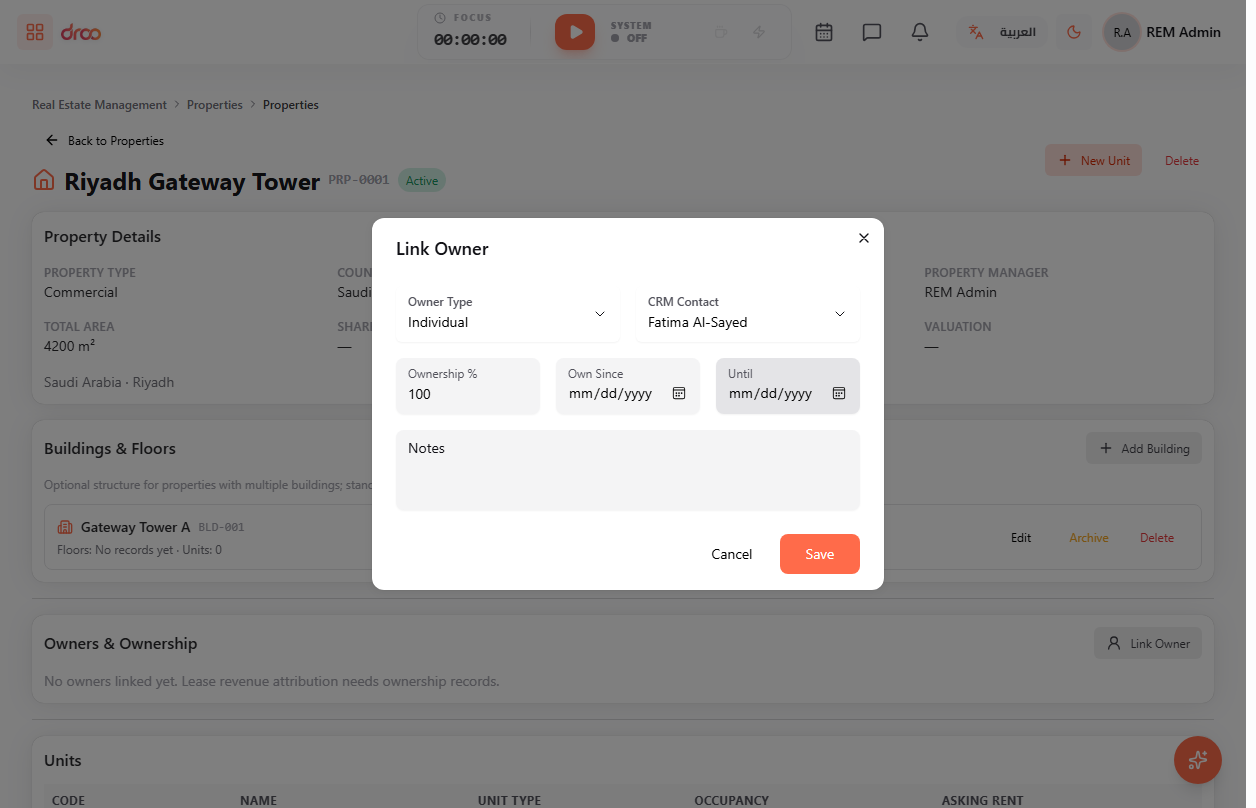 droo
FOCUS
00:00:00
SYSTEM
OFF
العربية
R.A
REM Admin
Real Estate Management > Properties > Properties
Back to Properties
Riyadh Gateway Tower PRP-0001 Active
+ New Unit
Delete
Property Details
PROPERTY TYPE
Commercial
COUN
Saudi
PROPERTY MANAGER
REM Admin
TOTAL AREA
4200 m²
SHAR
—
VALUATION
—
Saudi Arabia · Riyadh
Link Owner
Owner Type
Individual
CRM Contact
Fatima Al-Sayed
Ownership %
100
Own Since
mm/dd/yyyy
Until
mm/dd/yyyy
Notes
Cancel
Save
Buildings & Floors
+ Add Building
Optional structure for properties with multiple buildings; stand
Gateway Tower A BLD-001
Floors: No records yet · Units: 0
Edit
Archive
Delete
Owners & Ownership
Link Owner
No owners linked yet. Lease revenue attribution needs ownership records.
Units
CODE NAME UNIT TYPE OCCUPANCY ASKING RENT